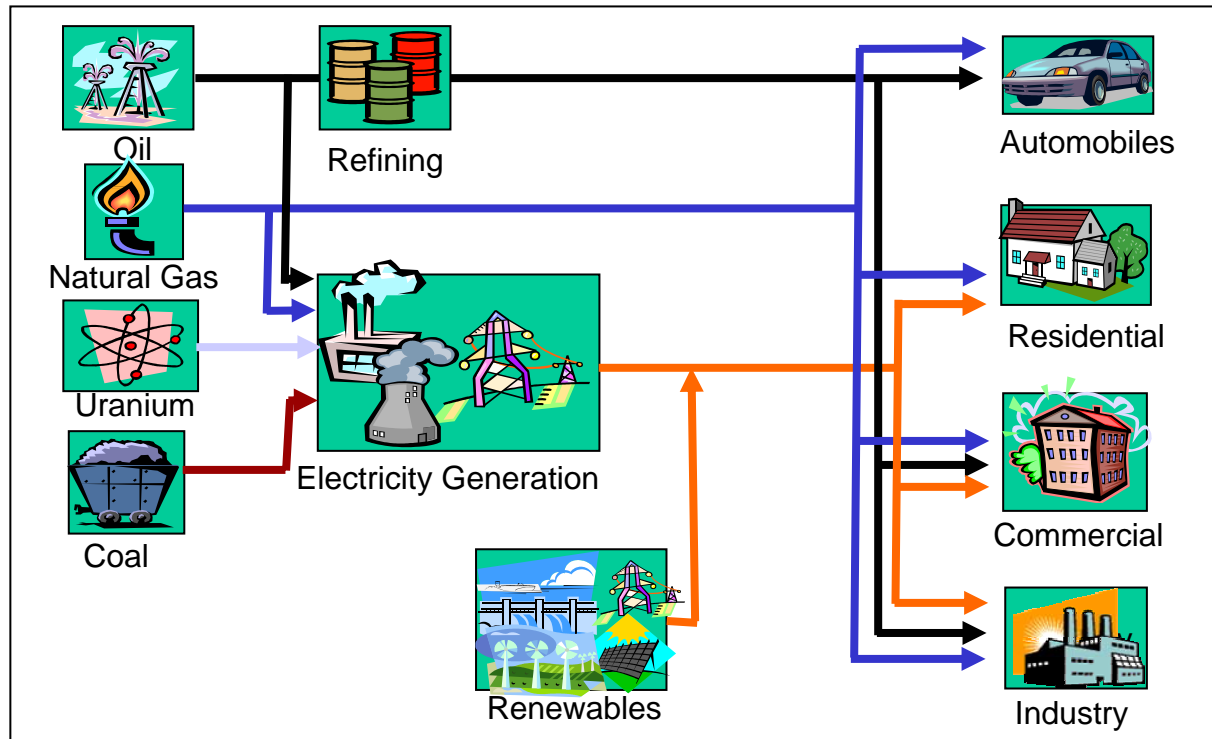 Oil
Refining
Automobiles
Natural Gas
Residential
Uranium
Electricity Generation
Coal
Commercial
Renewables
Industry